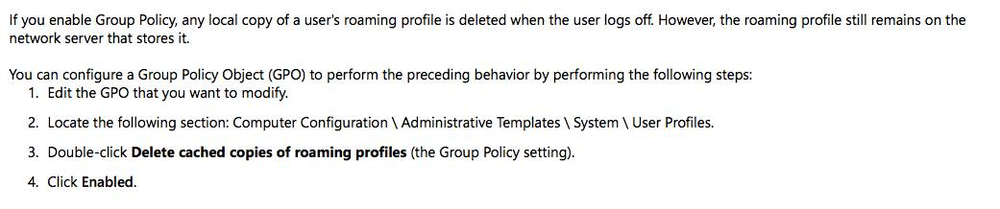 If you enable Group Policy, any local copy of a user's roaming profile is deleted when the user logs off. However, the roaming profile still remains on the
network server that stores it.
You can configure a Group Policy Object (GPO) to perform the preceding behavior by performing the following steps:
1. Edit the GPO that you want to modify.
2. Locate the following section: Computer Configuration \ Administrative Templates \ System \ User Profiles.
3. Double-click Delete cached copies of roaming profiles (the Group Policy setting).
4. Click Enabled.